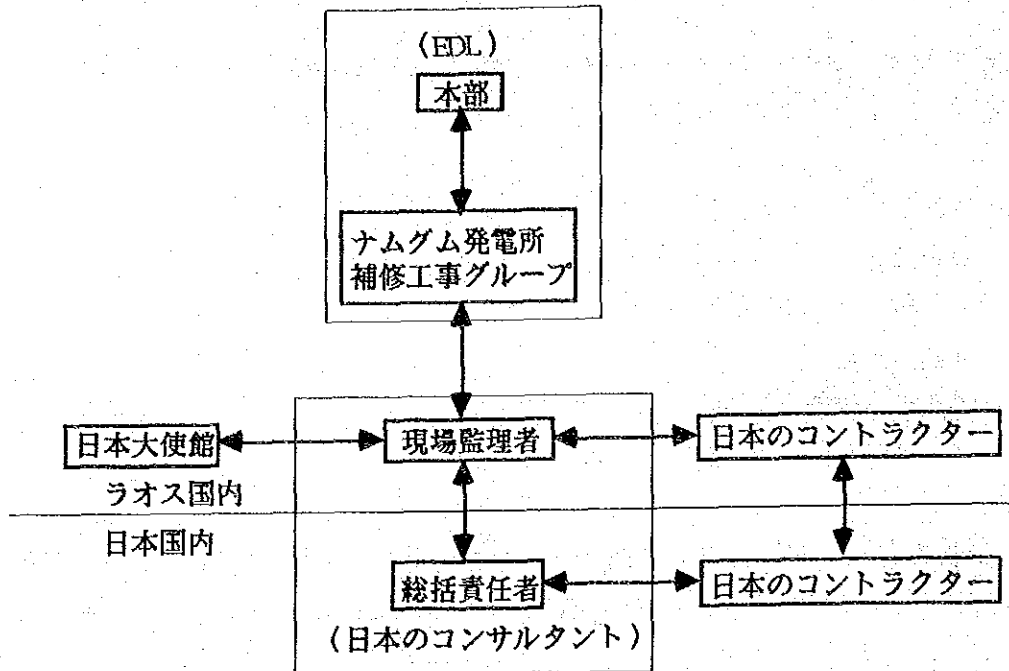 (EDL)
本部
ナムグム発電所
補修工事グループ
日本大使館
現場監理者
日本のコントラクター
ラオス国内
日本国内
総括責任者
日本のコントラクター
(日本のコンサルタント)